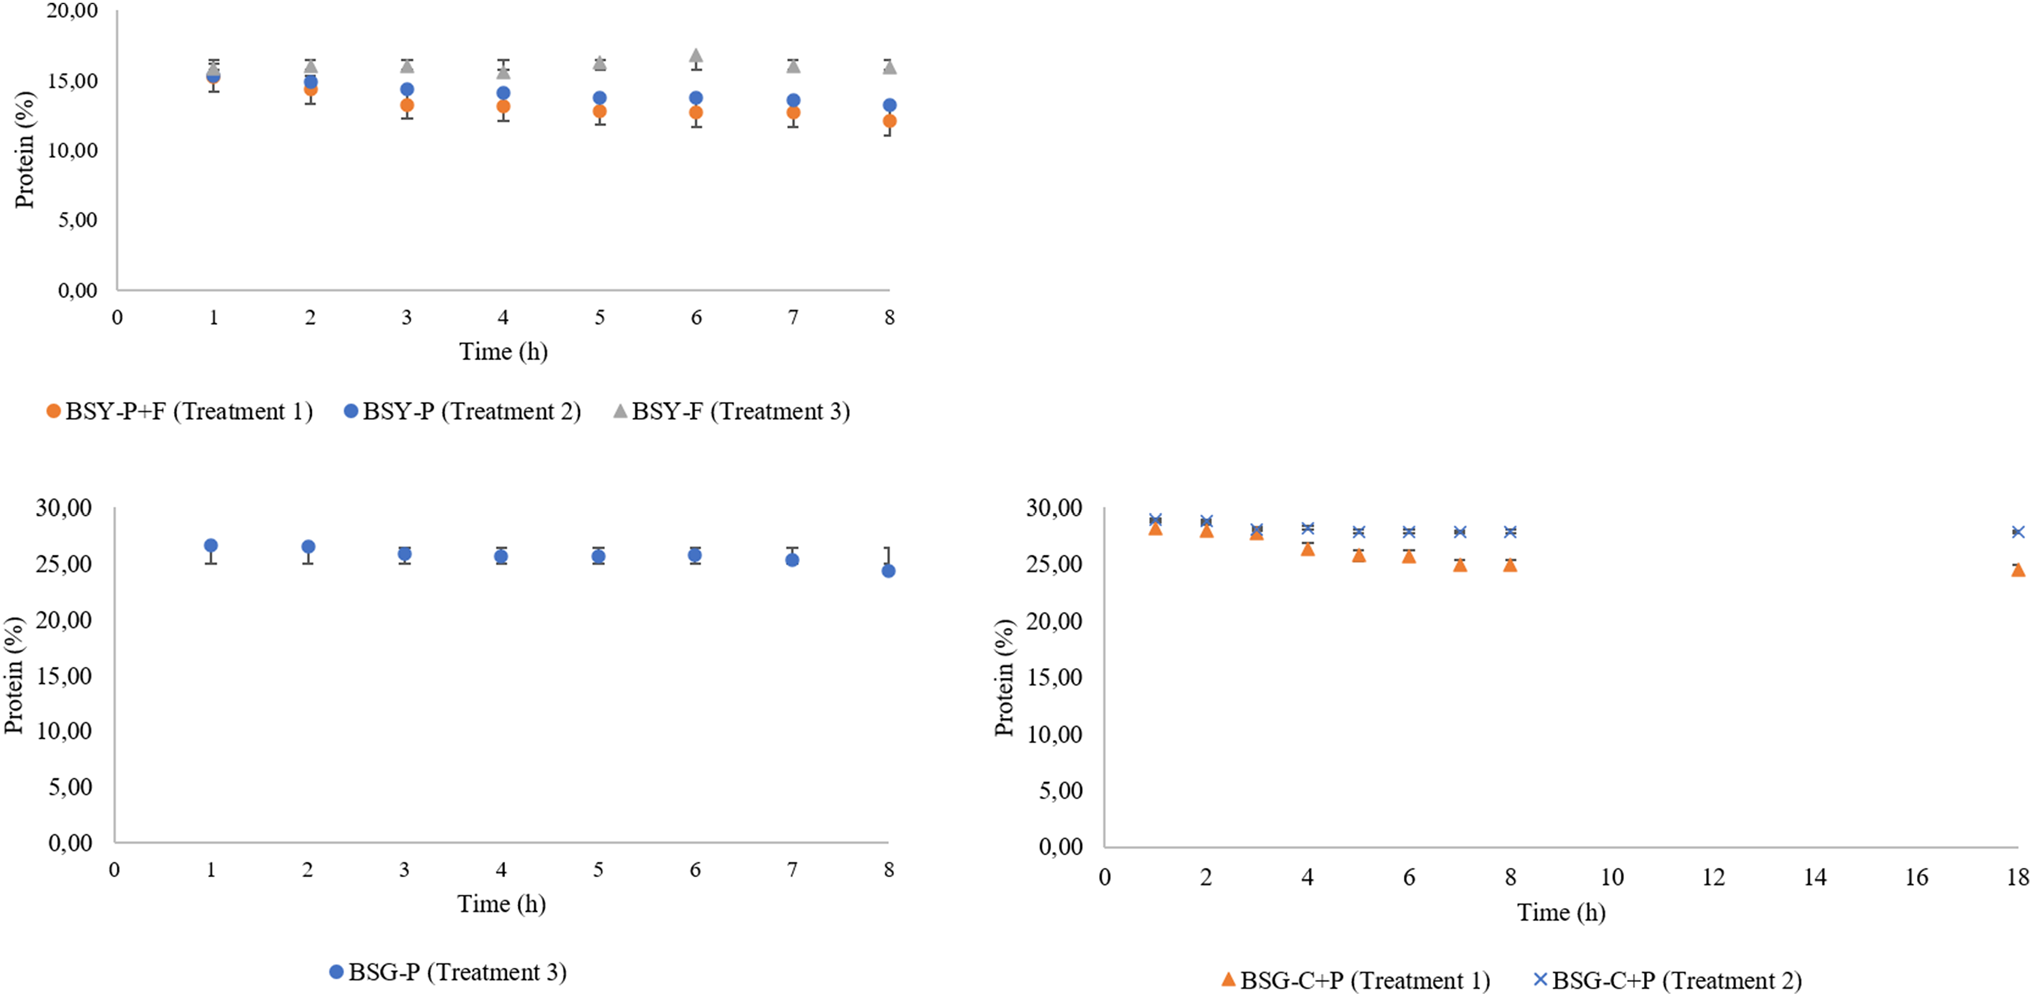 20,00
15,00
10,00
5,00
0,00
Protein (%)
0 1 2 3 4 5 6 7 8
Time (h)
BSY-P+F (Treatment 1) BSY-P (Treatment 2) BSY-F (Treatment 3)
30,00
25,00
20,00
15,00
10,00
5,00
0,00
Protein (%)
0 1 2 3 4 5 6 7 8
Time (h)
BSG-P (Treatment 3)
30,00
25,00
20,00
15,00
10,00
5,00
0,00
Protein (%)
0 2 4 6 8 10 12 14 16 18
Time (h)
BSG-C+P (Treatment 1) BSG-C+P (Treatment 2)